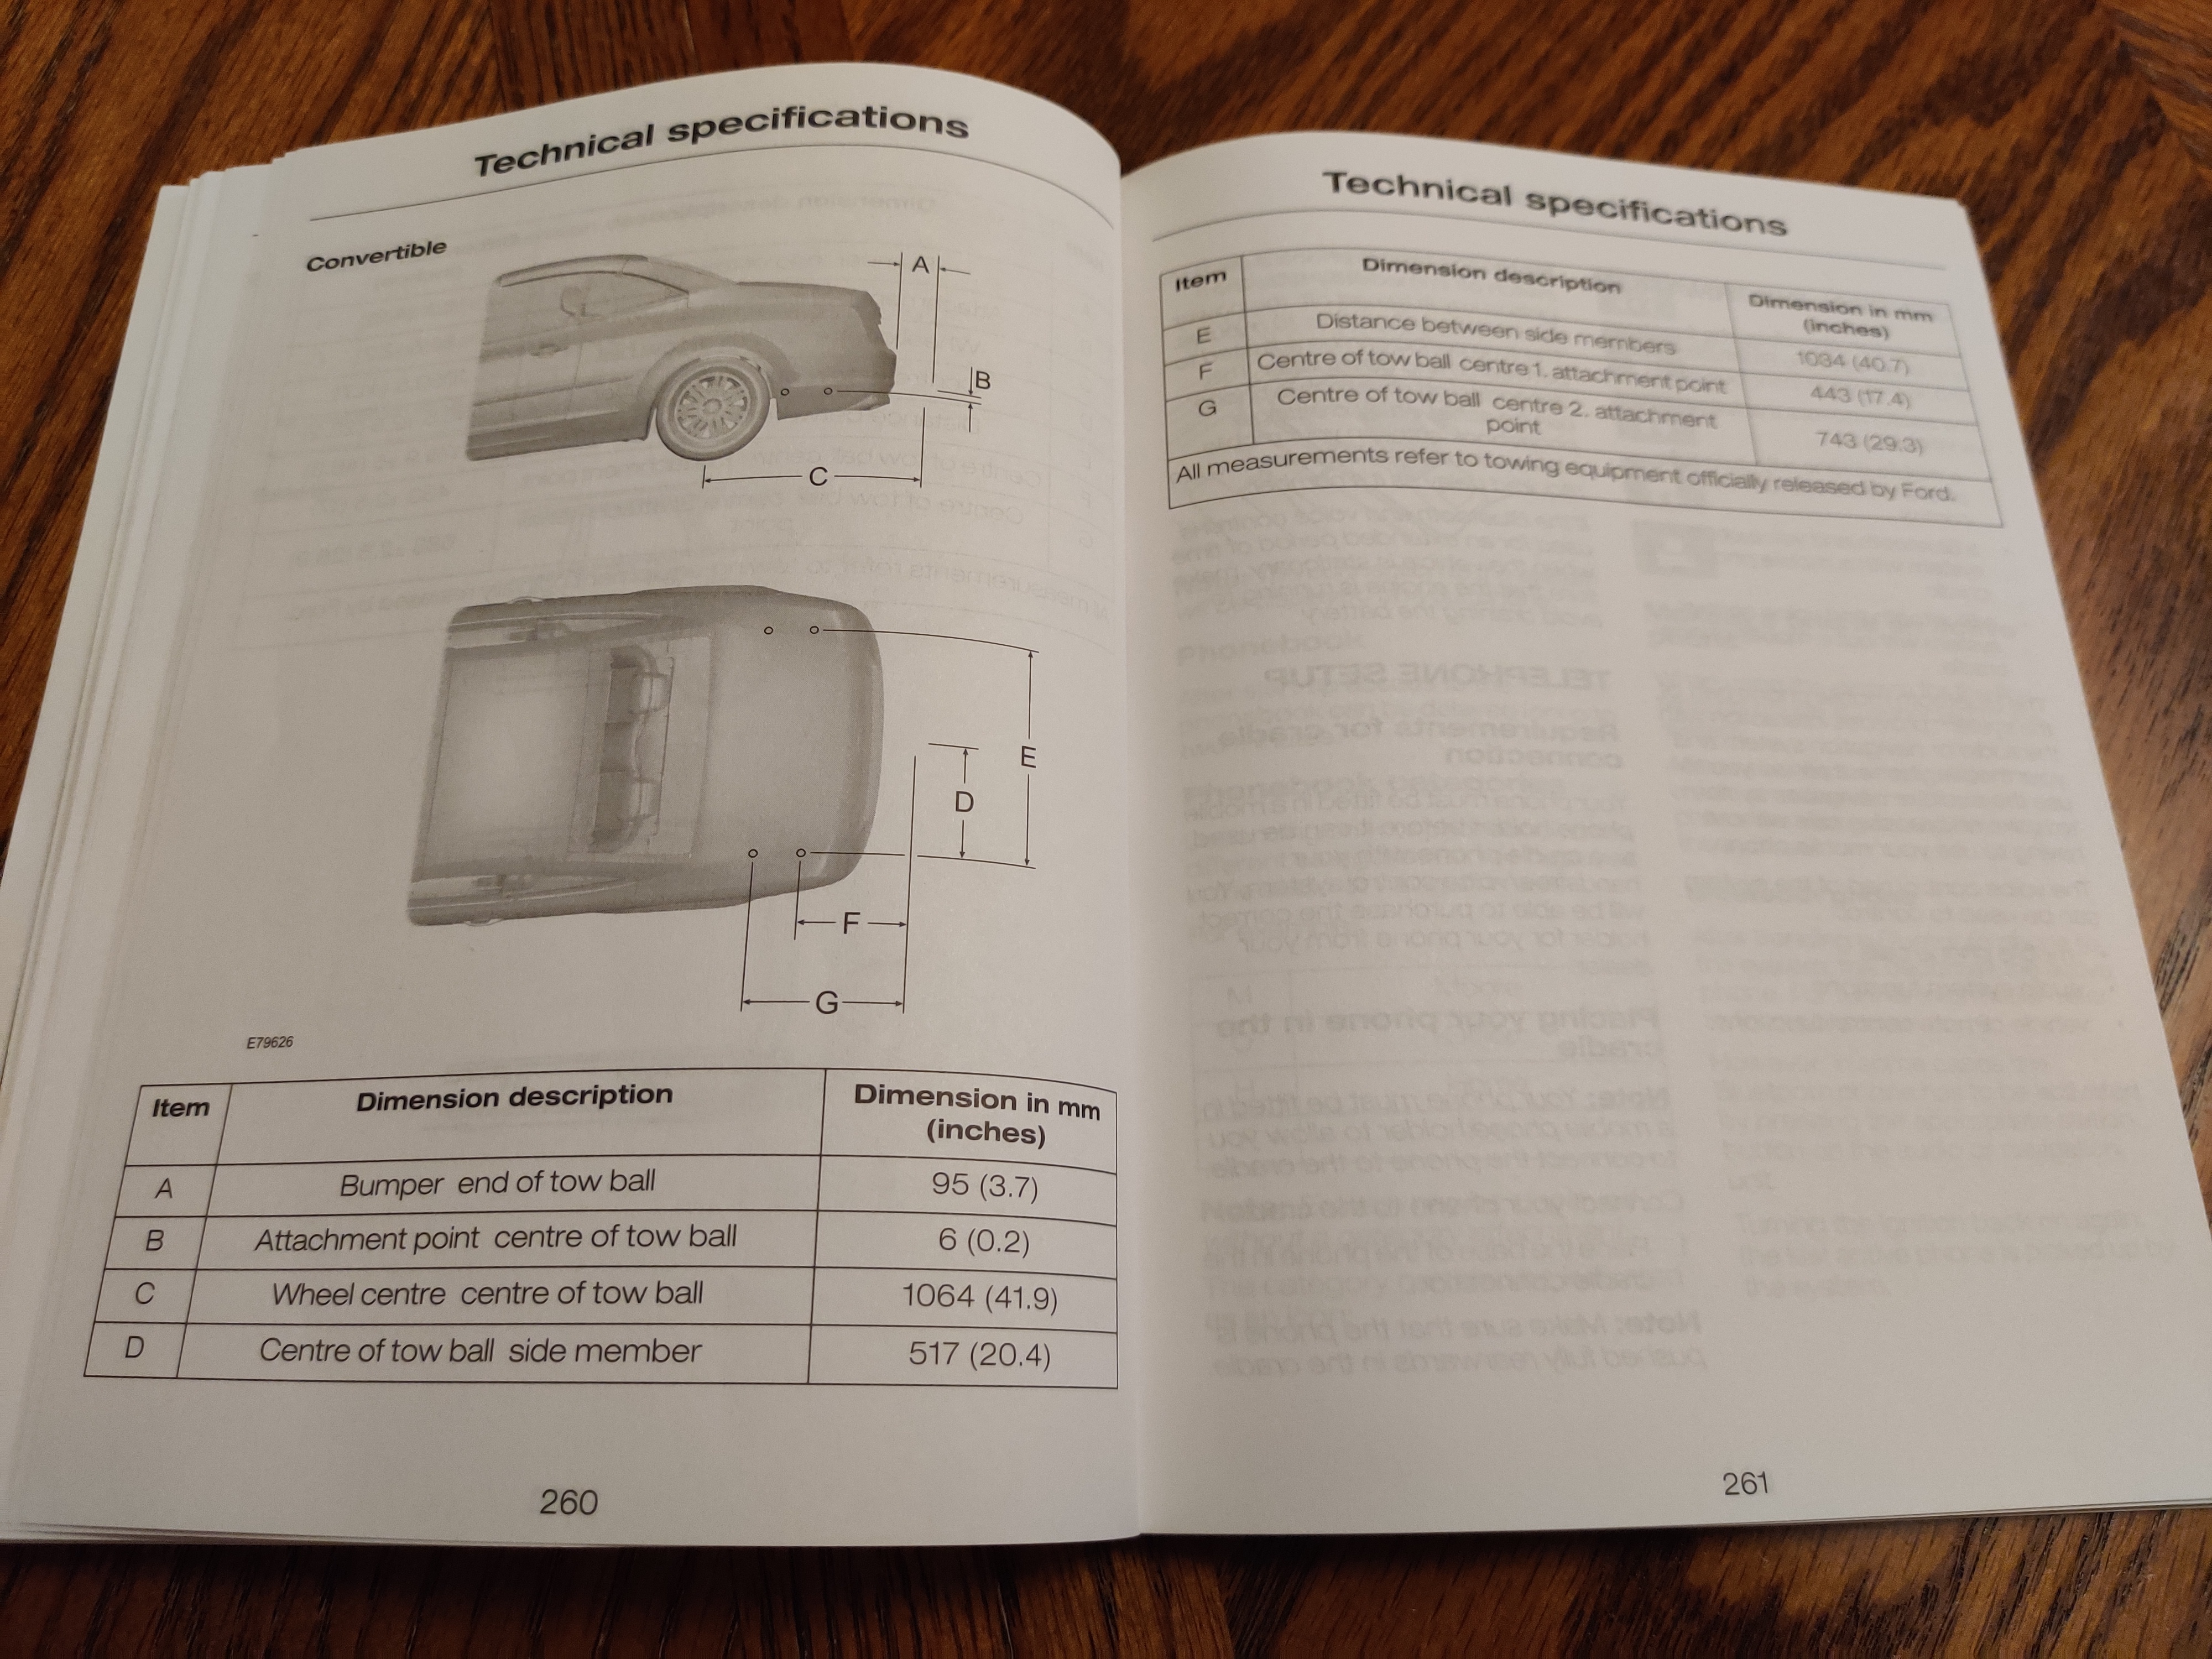 Technical specifications
Convertible
A
B
C
D
E
F
G
E79626
Item Dimension description Dimension in mm
(inches)
A Bumper end of tow ball 95 (3.7)
B Attachment point centre of tow ball 6 (0.2)
C Wheel centre centre of tow ball 1064 (41.9)
D Centre of tow ball side member 517 (20.4)
260
Technical specifications
Item Dimension description Dimension in mm
(inches)
E Distance between side members 1034 (40.7)
F Centre of tow ball centre 1. attachment point 443 (17.4)
G Centre of tow ball centre 2. attachment 743 (29.3)
point
All measurements refer to towing equipment officially released by Ford.
261